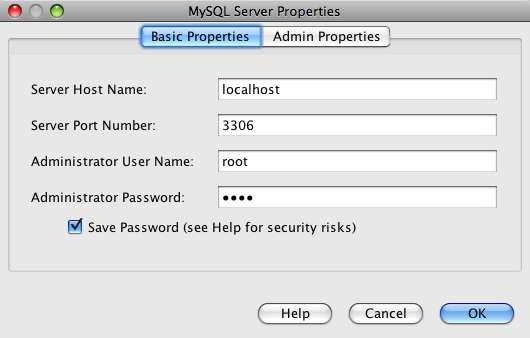 MySQL Server Properties
Basic Properties Admin Properties
Server Host Name: localhost
Server Port Number: 3306
Administrator User Name: root
Administrator Password: ••••
Save Password (see Help for security risks)
Help Cancel OK